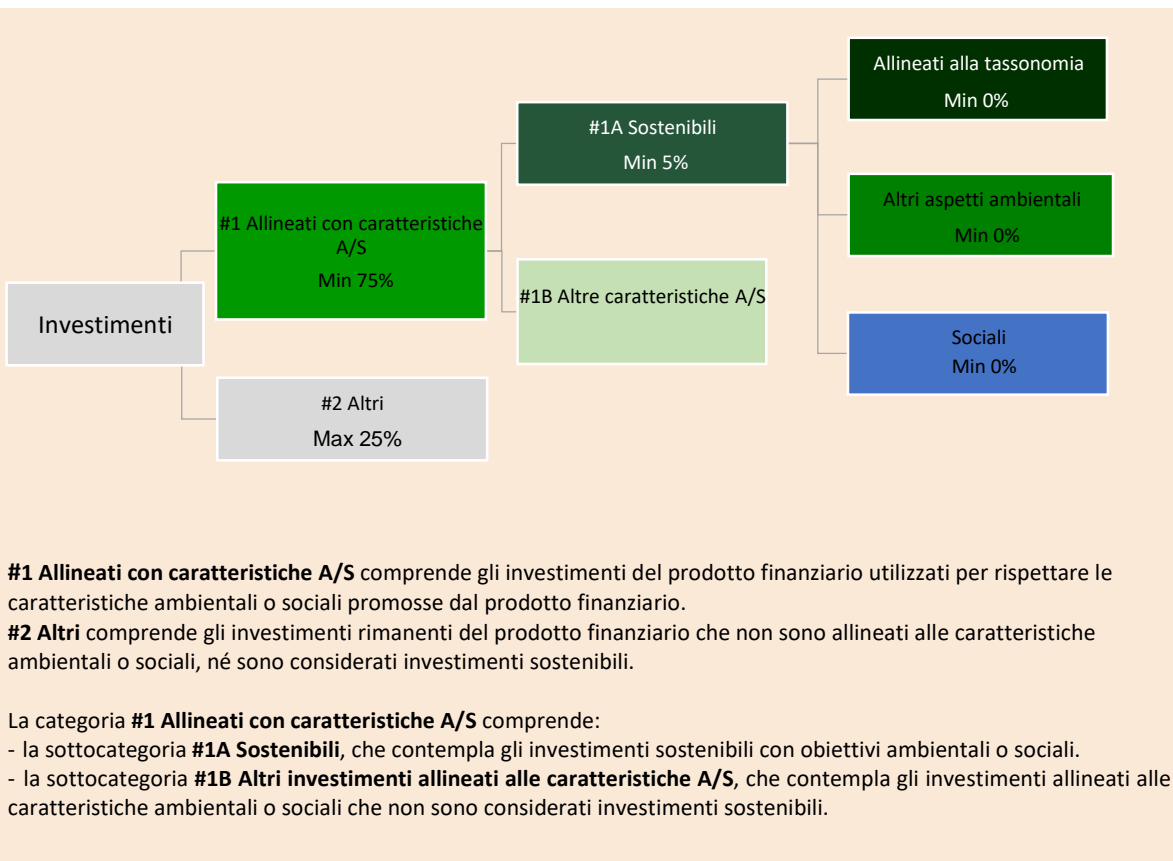 Allineati alla tassonomia
Min 0%
#1A Sostenibili
Min 5%
Altri aspetti ambientali
Min 0%
#1 Allineati con caratteristiche
A/S
Min 75%
#1B Altre caratteristiche A/S
Investimenti
Sociali
Min 0%
#2 Altri
Max 25%
#1 Allineati con caratteristiche A/S comprende gli investimenti del prodotto finanziario utilizzati per rispettare le
caratteristiche ambientali o sociali promosse dal prodotto finanziario.
#2 Altri comprende gli investimenti rimanenti del prodotto finanziario che non sono allineati alle caratteristiche
ambientali o sociali, né sono considerati investimenti sostenibili.
La categoria #1 Allineati con caratteristiche A/S comprende:
- la sottocategoria #1A Sostenibili, che contempla gli investimenti sostenibili con obiettivi ambientali o sociali.
- la sottocategoria #1B Altri investimenti allineati alle caratteristiche A/S, che contempla gli investimenti allineati alle
caratteristiche ambientali o sociali che non sono considerati investimenti sostenibili.